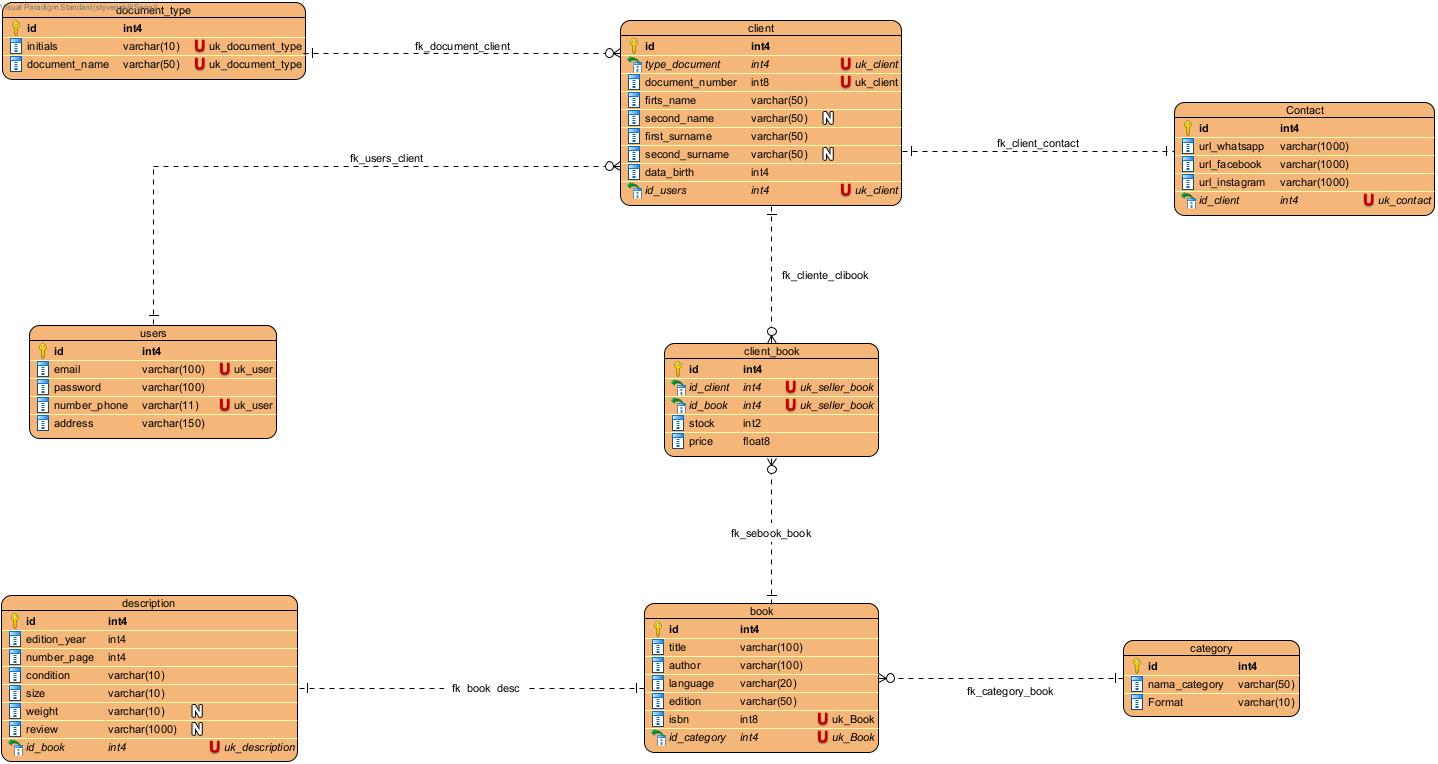 Visual Paradigm Standard
document_type
id int4
initials varchar(10) U uk_document_type
document_name varchar(50) U uk_document_type
fk_document_client
client
id int4
type_document int4 U uk_client
document_number int8 U uk_client
firts_name varchar(50)
second_name varchar(50) N
first_surname varchar(50)
second_surname varchar(50) N
data_birth int4
id_users int4 U uk_client
fk_client_contact
Contact
id int4
url_whatsapp varchar(1000)
url_facebook varchar(1000)
url_instagram varchar(1000)
id_client int4 U uk_contact
fk_users_client
fk_cliente_clibook
users
id int4
email varchar(100) U uk_user
password varchar(100)
number_phone varchar(11) U uk_user
address varchar(150)
client_book
id int4
id_client int4 U uk_seller_book
id_book int4 U uk_seller_book
stock int2
price float8
fk_sebook_book
description
id int4
edition_year int4
number_page int4
condition varchar(10)
size varchar(10)
weight varchar(10) N
review varchar(1000) N
id_book int4 U uk_description
fk_book_desc
book
id int4
title varchar(100)
author varchar(100)
language varchar(20)
edition varchar(50)
isbn int8 U uk_Book
id_category int4 U uk_Book
fk_category_book
category
id int4
nama_category varchar(50)
Format varchar(10)